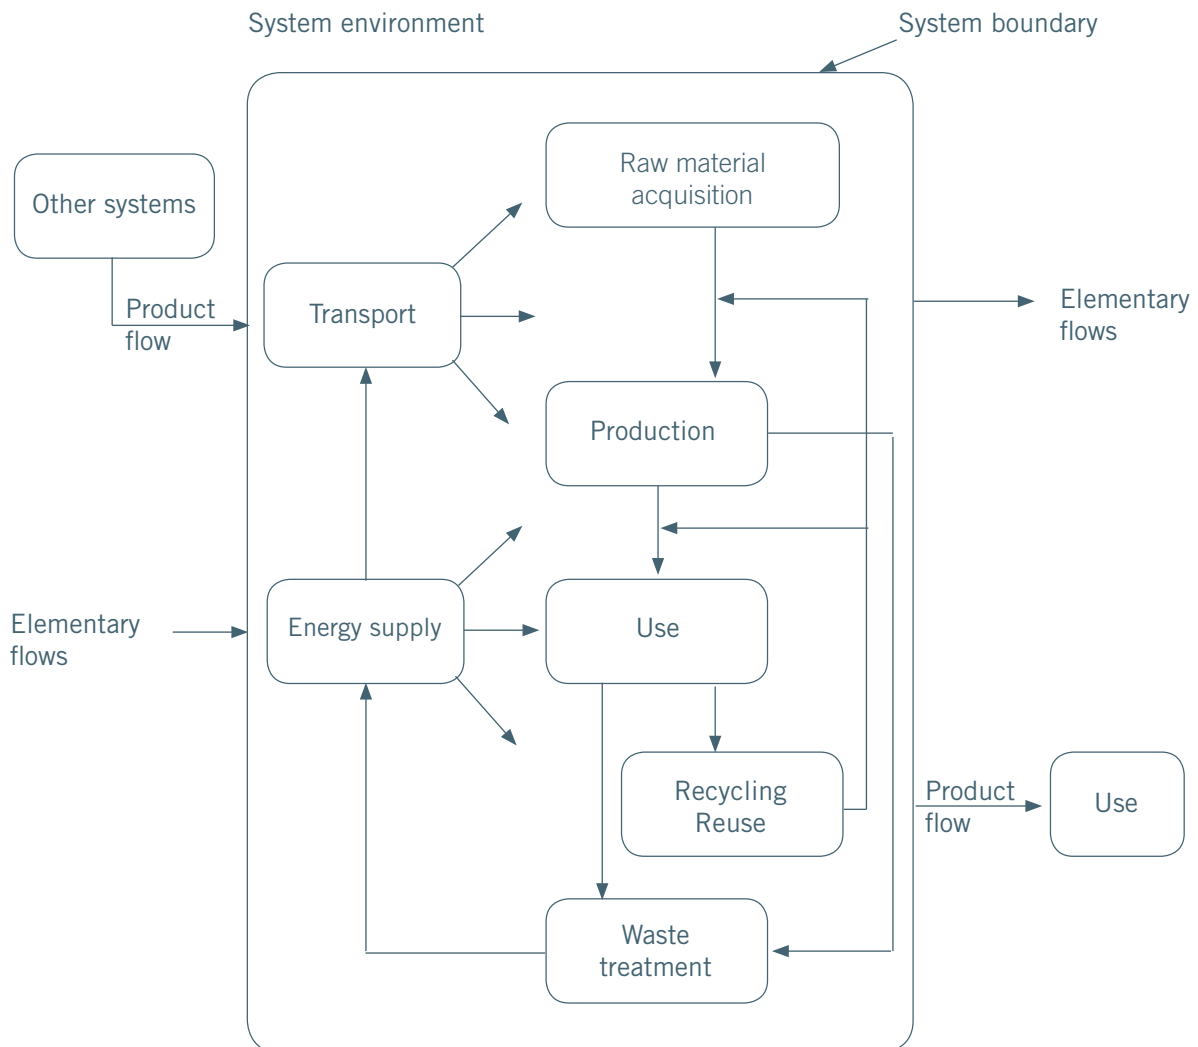 System environment
System boundary
Raw material
acquisition
Other systems
Product
flow
Transport
Elementary
flows
Production
Elementary
flows
Energy supply
Use
Recycling
Reuse
Product
flow
Use
Waste
treatment